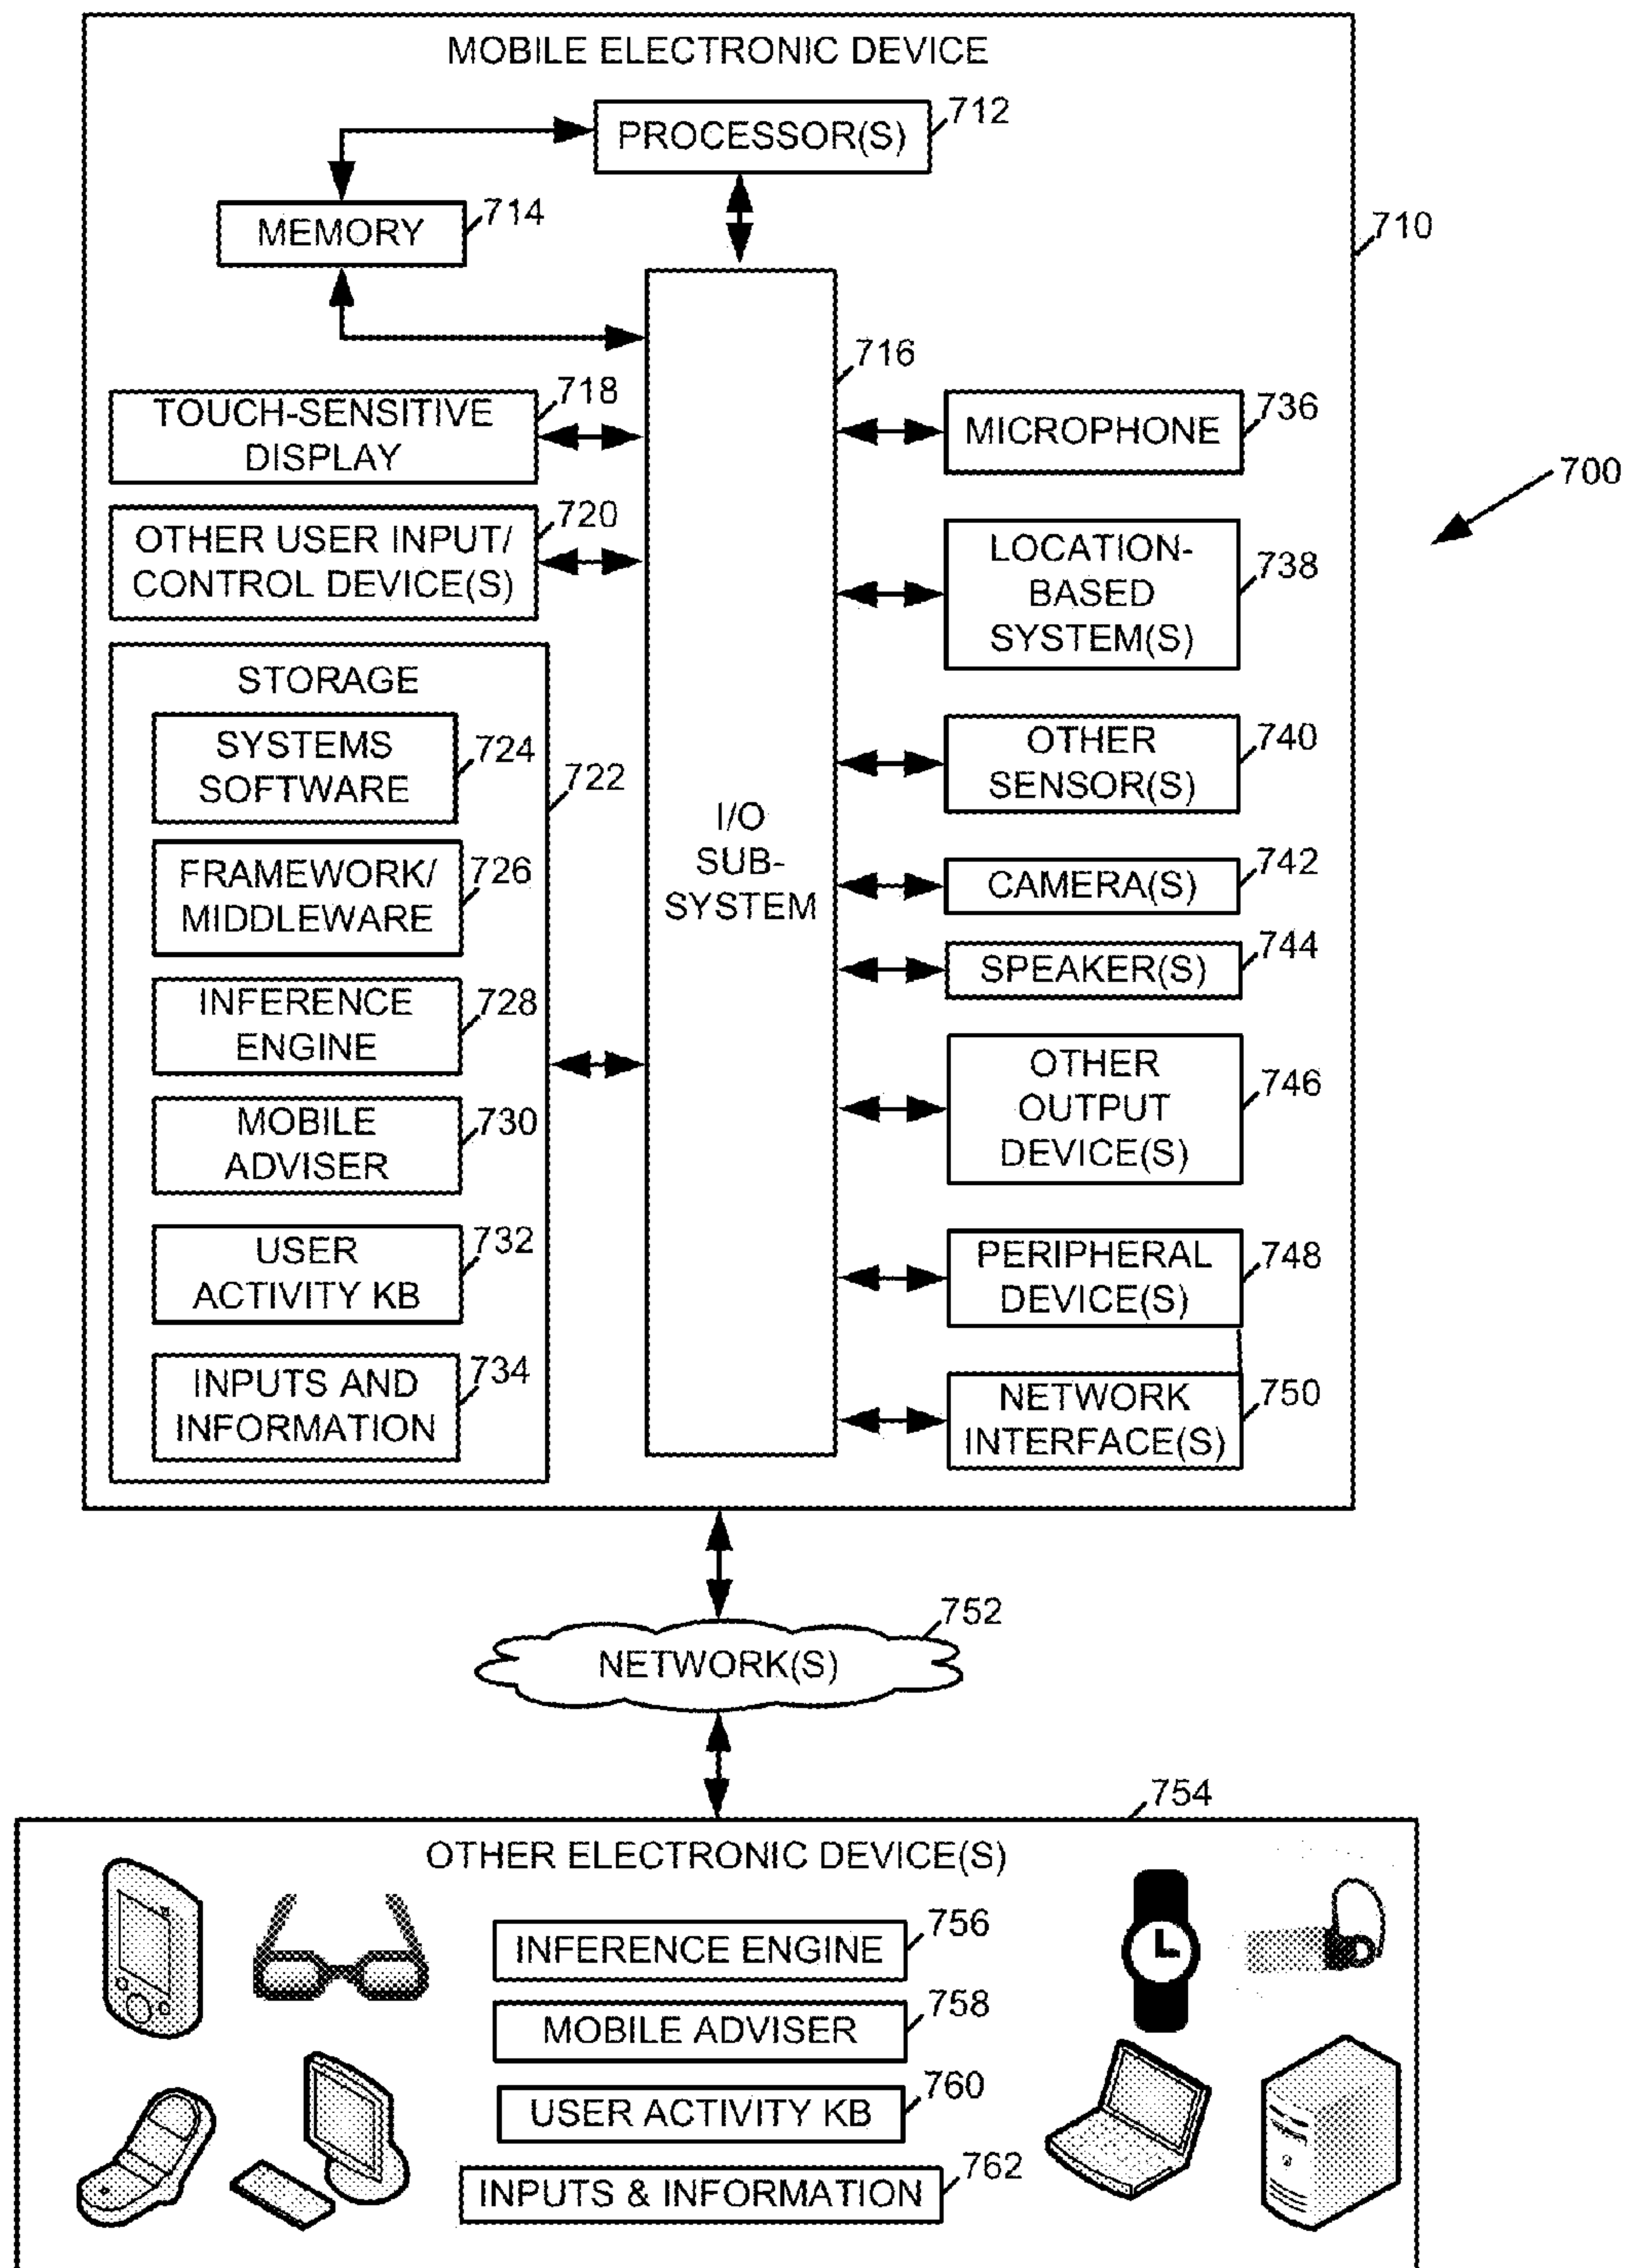 MOBILE ELECTRONIC DEVICE
PROCESSOR(S)
712
MEMORY
714
710
716
TOUCH-SENSITIVE
DISPLAY
718
MICROPHONE
736
700
OTHER USER INPUT/
CONTROL DEVICE(S)
720
LOCATION-
BASED
SYSTEM(S)
738
STORAGE
722
SYSTEMS
SOFTWARE
724
FRAMEWORK/
MIDDLEWARE
726
INFERENCE
ENGINE
728
MOBILE
ADVISER
730
USER
ACTIVITY KB
732
INPUTS AND
INFORMATION
734
I/O
SUB-
SYSTEM
OTHER
SENSOR(S)
740
CAMERA(S)
742
SPEAKER(S)
744
OTHER
OUTPUT
DEVICE(S)
746
PERIPHERAL
DEVICE(S)
748
NETWORK
INTERFACE(S)
750
NETWORK(S)
752
754
OTHER ELECTRONIC DEVICE(S)
INFERENCE ENGINE
756
MOBILE ADVISER
758
USER ACTIVITY KB
760
INPUTS & INFORMATION
762